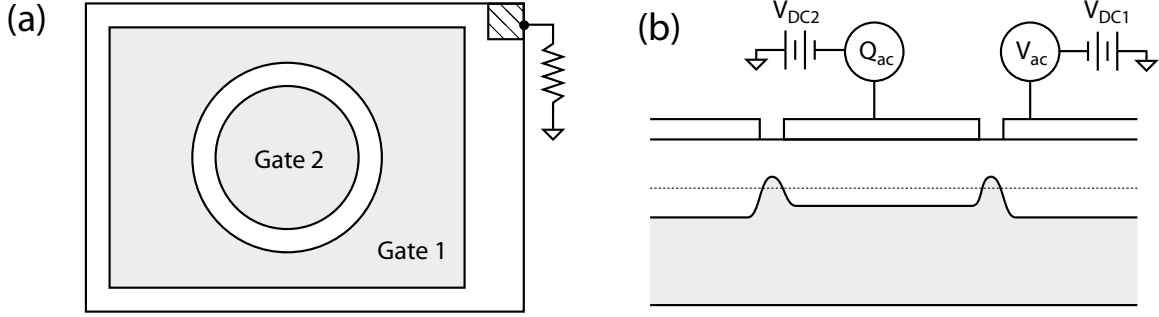 (a)
Gate 2
Gate 1
(b)
V_DC2
Q_ac
V_ac
V_DC1